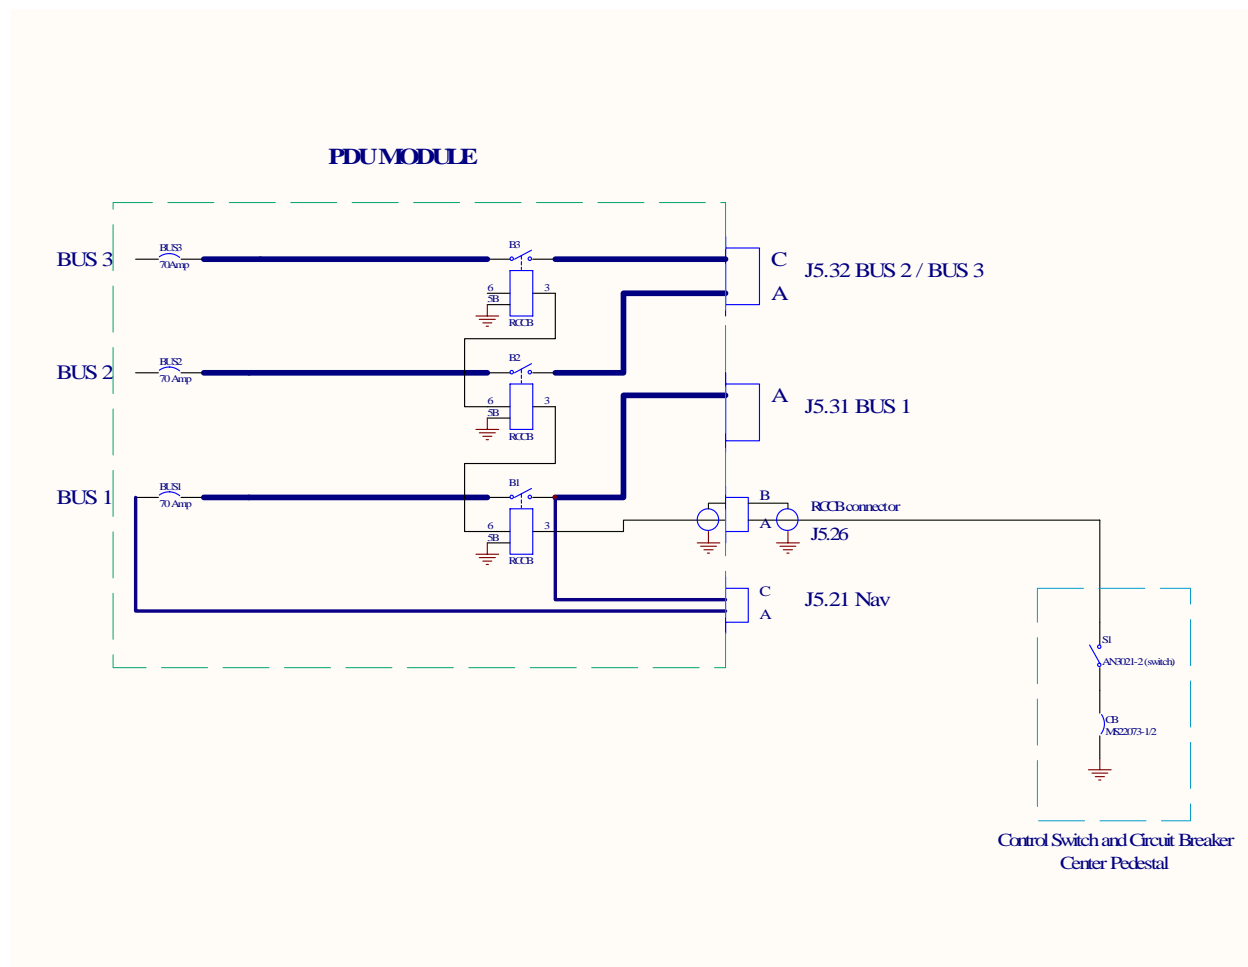 PDU MODULE
BUS 3
BUS3
70Amp
B3
6
5B
3
RCCB
C
A
J5.32 BUS 2 / BUS 3
BUS 2
BUS2
70 Amp
B2
6
5B
3
RCCB
A
J5.31 BUS 1
BUS 1
BUS1
70 Amp
B1
6
5B
3
RCCB
B
A
RCCB connector
J5.26
C
A
J5.21 Nav
S1
AN3021-2 (switch)
CB
MS22073-1/2
Control Switch and Circuit Breaker
Center Pedestal